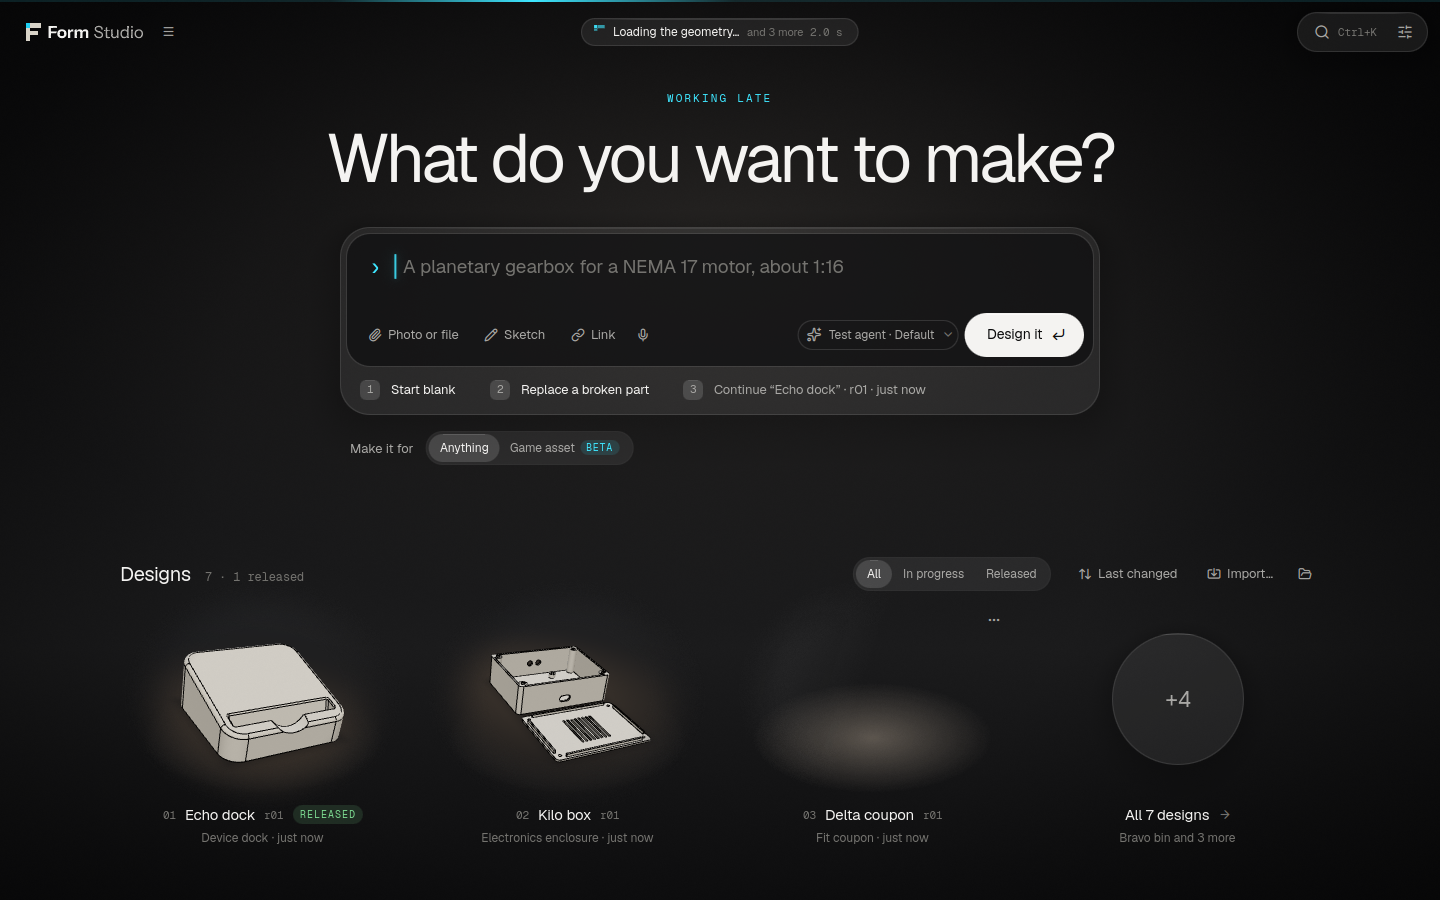 Form Studio
Loading the geometry... and 3 more 2.0 s
Ctrl+K
WORKING LATE
What do you want to make?
› A planetary gearbox for a NEMA 17 motor, about 1:16
Photo or file Sketch Link Test agent · Default Design it
1 Start blank 2 Replace a broken part 3 Continue “Echo dock” · r01 · just now
Make it for Anything Game asset BETA
Designs 7 · 1 released All In progress Released Last changed Import...
+4
01 Echo dock r01 RELEASED
Device dock · just now
02 Kilo box r01
Electronics enclosure · just now
03 Delta coupon r01
Fit coupon · just now
All 7 designs →
Bravo bin and 3 more